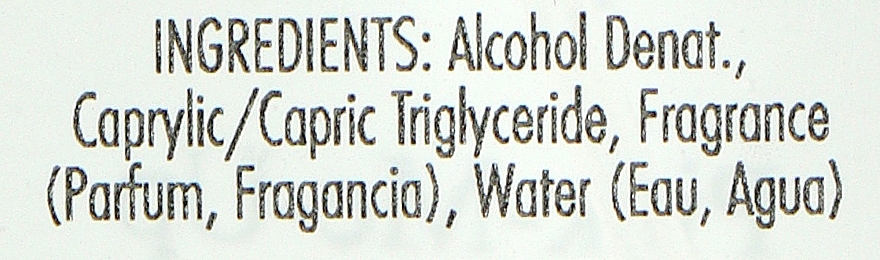 INGREDIENTS: Alcohol Denat.,
Caprylic/Capric Triglyceride, Fragrance
(Parfum, Fragancia), Water (Eau, Agua)